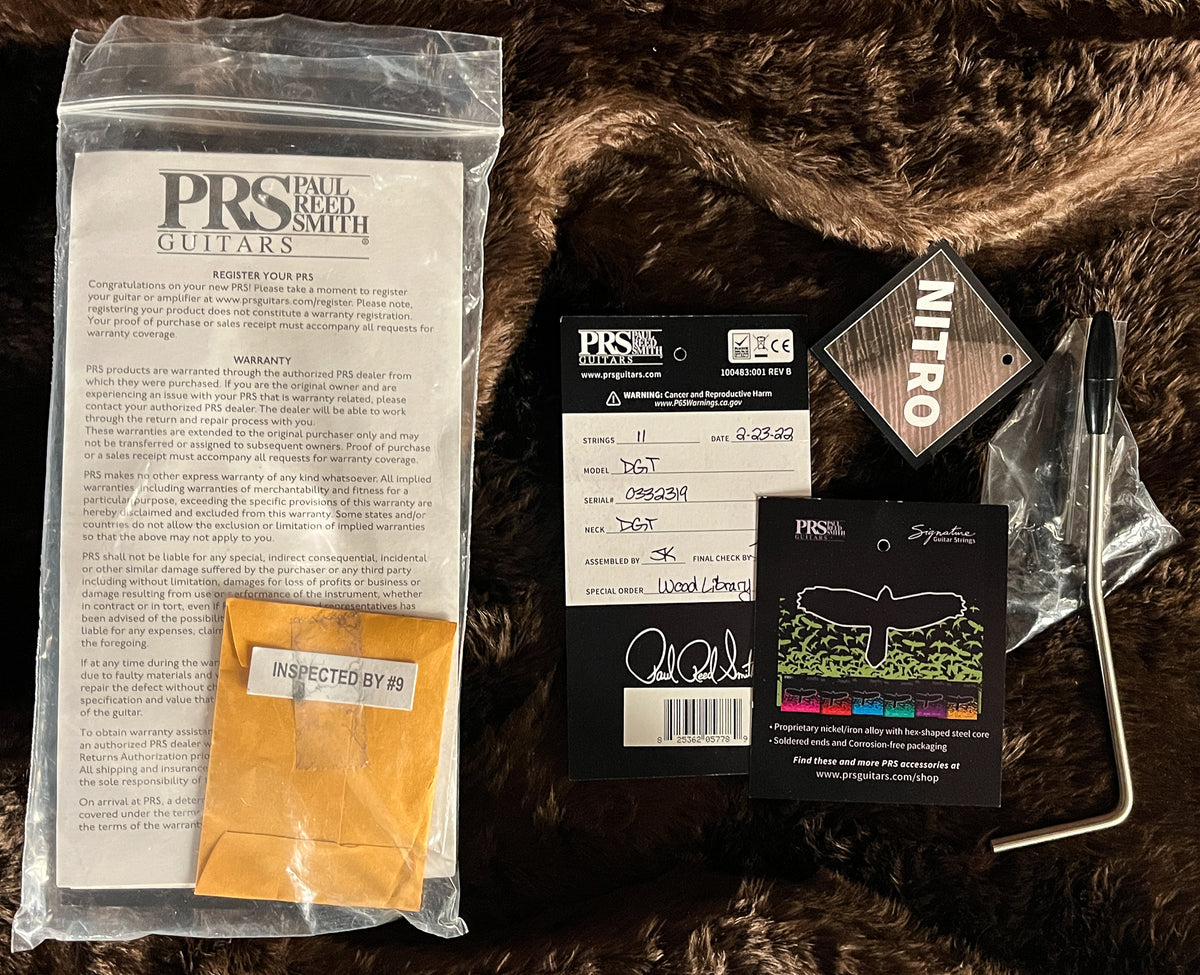 PRS PAUL REED SMITH
GUITARS
REGISTER YOUR PRS
Congratulations on your new PRS! Please take a moment to register
your guitar or amplifier at www.prsguitars.com/register. Please note,
registering your product does not constitute a warranty registration.
Your proof of purchase or sales receipt must accompany all requests for
warranty coverage.
WARRANTY
PRS products are warranted through the authorized PRS dealer from
which they were purchased. If you are the original owner and are
experiencing an issue with your PRS that is warranty related, please
contact your authorized PRS dealer. The dealer will be able to work
through the return and repair process with you.
These warranties are extended to the original purchaser only and may
not be transferred or assigned to subsequent owners. Proof of purchase
or a sales receipt must accompany all requests for warranty coverage.
PRS makes no other express warranty of any kind whatsoever. All implied
warranties, including warranties of merchantability and fitness for a
particular purpose, exceeding the specific provisions of this warranty are
hereby disclaimed and excluded from this warranty. Some states and/or
countries do not allow the exclusion or limitation of implied warranties
so that the above may not apply to you.
PRS shall not be liable for any special, indirect consequential, incidental
or other similar damage suffered by the purchaser or any third party
including without limitation, damages for loss of profits or business or
damage resulting from use or performance of the instrument, whether
in contract or in tort, even if representatives has
been advised of the
liable for any expenses,
the foregoing.
If at any time during the
due to faulty materials and
repair the defect without
specification and value that
of the guitar.
To obtain warranty
an authorized PRS dealer
Returns Authorization
All shipping and insurance
the sole responsibility of
On arrival at PRS, a
covered under the
the terms of the
INSPECTED BY #9
PRS PAUL REED SMITH
GUITARS
www.prsguitars.com
CE
100483:001 REV B
WARNING: Cancer and Reproductive Harm
www.P65Warnings.ca.gov
STRINGS 11 DATE 2-23-22
MODEL DGT
SERIAL# 0332319
NECK DGT
ASSEMBLED BY JK FINAL CHECK BY
SPECIAL ORDER Wood Library
Paul Reed Smith
8 25362 05778 9
NITRO
PRS PAUL REED SMITH
GUITARS
Signature
Guitar Strings
• Proprietary nickel/iron alloy with hex-shaped steel core
• Soldered ends and Corrosion-free packaging
Find these and more PRS accessories at
www.prsguitars.com/shop